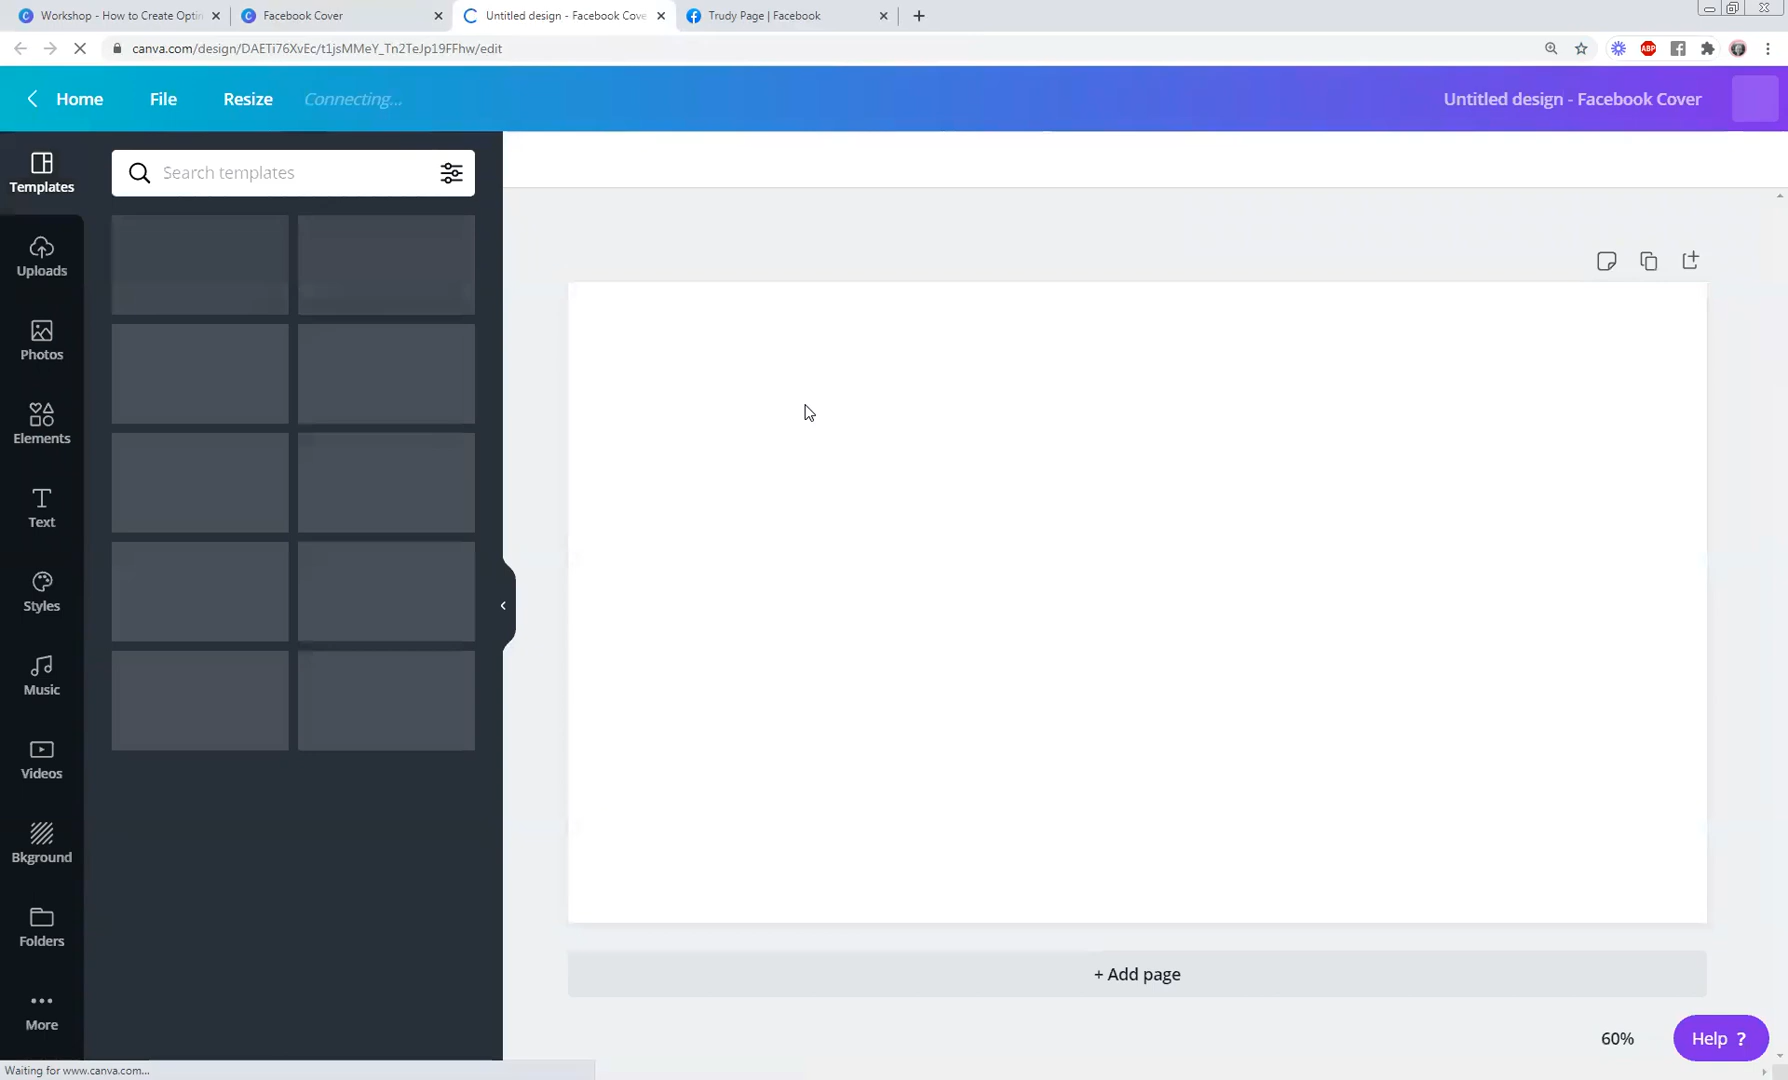 Workshop - How to Create Optin
Facebook Cover
Untitled design - Facebook Cove
Trudy Page | Facebook
canva.com/design/DAETi76XvEc/t1jsMMeY_Tn2TeJp19FFhw/edit
ABP
Home
File
Resize
Connecting...
Untitled design - Facebook Cover
Templates
Search templates
Uploads
Photos
Elements
Text
Styles
Music
Videos
Bkground
Folders
More
+ Add page
60%
Help ?
Waiting for www.canva.com...